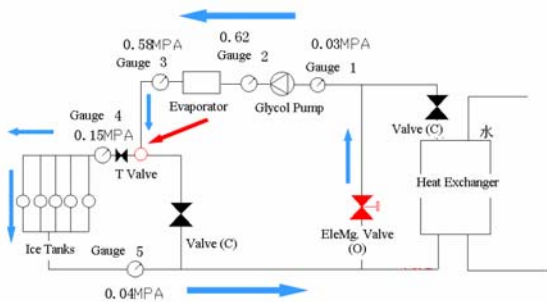 0.58MPA
0.62
0.03MPA
Gauge 3
Gauge 2
Gauge 1
Evaporator
Glycol Pump
Gauge 4
0.15MPA
T Valve
Valve (C)
水
Heat Exchanger
Valve (C)
EleMg. Valve
(O)
Ice Tanks
Gauge 5
0.04MPA